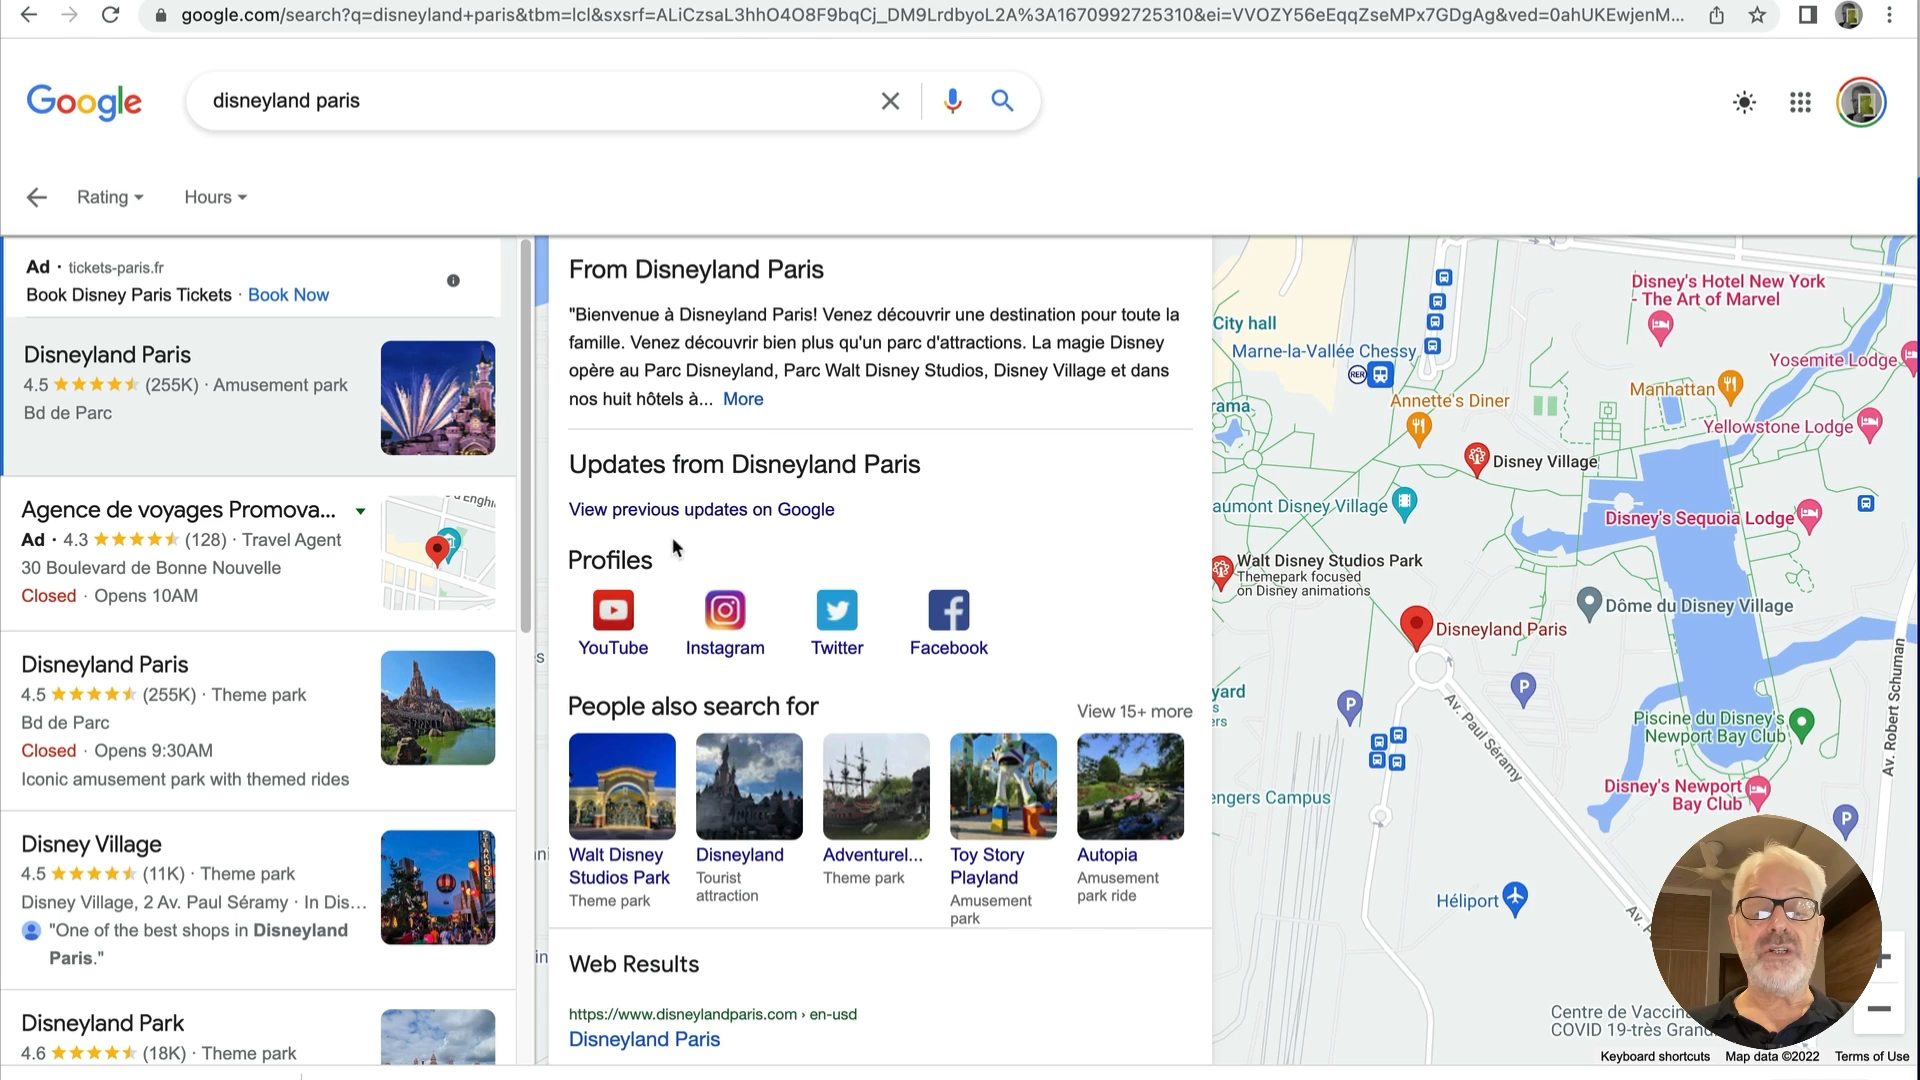 google.com/search?q=disneyland+paris&tbm=lcl&sxsrf=ALiCzsaL3hhO4O8F9bqCj_DM9LrdbyoL2A%3A1670992725310&ei=VVOZY56eEqqZseMPx7GDgAg&ved=0ahUKEwjenM...
Google
disneyland paris
Rating
Hours
Ad · tickets-paris.fr
Book Disney Paris Tickets · Book Now
Disneyland Paris
4.5 (255K) · Amusement park
Bd de Parc
Agence de voyages Promova...
Ad · 4.3 (128) · Travel Agent
30 Boulevard de Bonne Nouvelle
Closed · Opens 10AM
Disneyland Paris
4.5 (255K) · Theme park
Bd de Parc
Closed · Opens 9:30AM
Iconic amusement park with themed rides
Disney Village
4.5 (11K) · Theme park
Disney Village, 2 Av. Paul Séramy · In Dis...
"One of the best shops in Disneyland
Paris."
Disneyland Park
4.6 (18K) · Theme park
From Disneyland Paris
"Bienvenue à Disneyland Paris! Venez découvrir une destination pour toute la
famille. Venez découvrir bien plus qu'un parc d'attractions. La magie Disney
opère au Parc Disneyland, Parc Walt Disney Studios, Disney Village et dans
nos huit hôtels à... More
Updates from Disneyland Paris
View previous updates on Google
Profiles
YouTube
Instagram
Twitter
Facebook
People also search for
View 15+ more
Walt Disney
Studios Park
Theme park
Disneyland
Tourist
attraction
Adventurel...
Theme park
Toy Story
Playland
Amusement
park
Autopia
Amusement
park ride
Web Results
https://www.disneylandparis.com › en-usd
Disneyland Paris
Disney's Hotel New York
- The Art of Marvel
City hall
Marne-la-Vallée Chessy
RER
Yosemite Lodge
Manhattan
Annette's Diner
rama
Yellowstone Lodge
Disney Village
aumont Disney Village
Disney's Sequoia Lodge
Walt Disney Studios Park
Themepark focused
on Disney animations
Dôme du Disney Village
Disneyland Paris
P
P
yard
Av. Paul Séramy
Av. Robert Schuman
Piscine du Disney's
Newport Bay Club
engers Campus
Disney's Newport
Bay Club
P
Héliport
Centre de Vaccina
COVID 19-très Grand
Keyboard shortcuts
Map data ©2022
Terms of Use